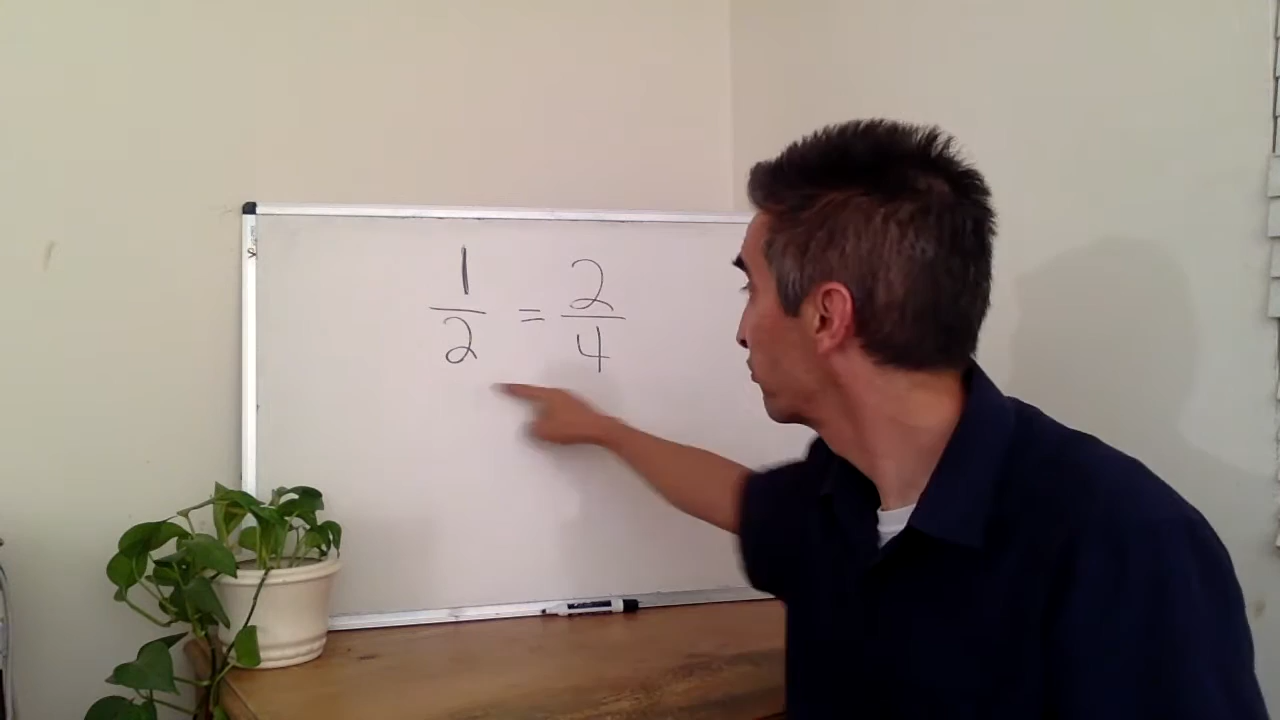 1/2 = 2/4